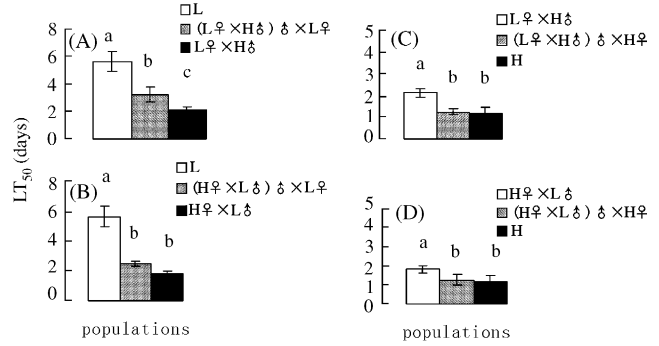 LT50 (days)
(A)
L
(L♀×H♂)♂×L♀
L♀×H♂
8
6
4
2
0
a
b
c
(C)
L♀×H♂
(L♀×H♂)♂×H♀
H
5
4
3
2
1
0
a
b
b
(B)
L
(H♀×L♂)♂×L♀
H♀×L♂
8
6
4
2
0
a
b
b
populations
(D)
H♀×L♂
(H♀×L♂)♂×H♀
H
5
4
3
2
1
0
a
b
b
populations